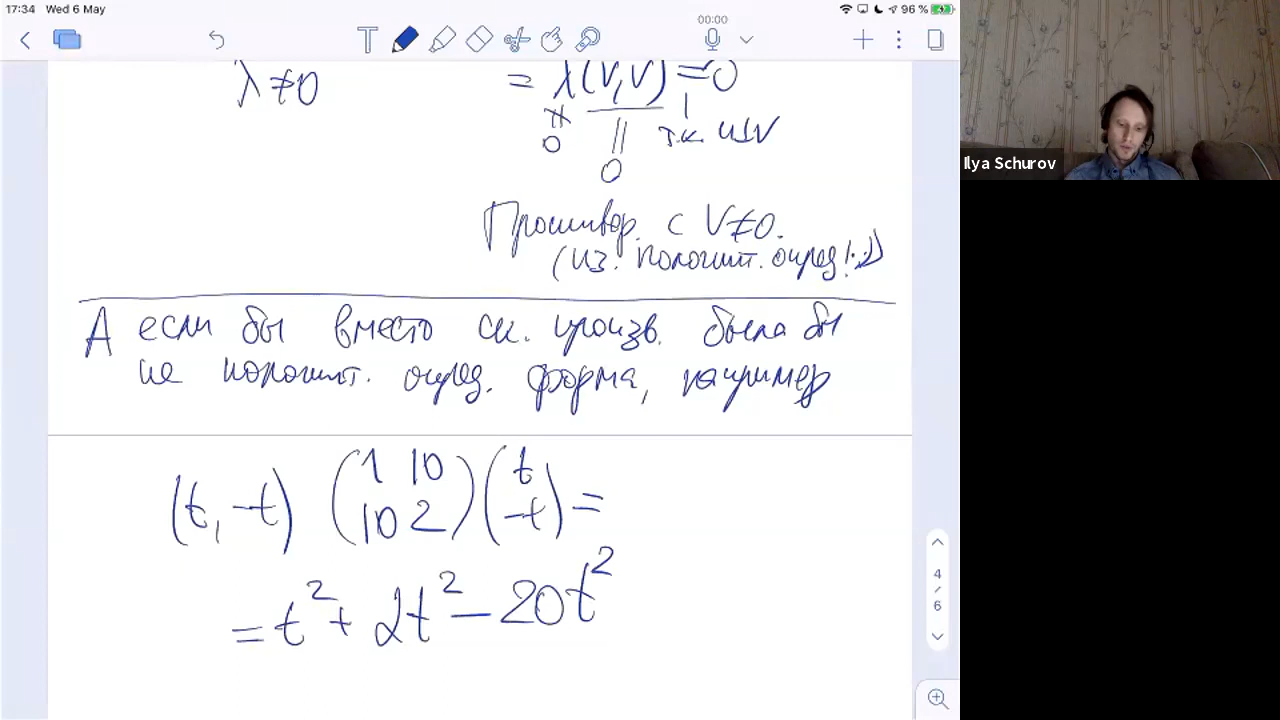 17:34 Wed 6 May
96 %
00:00
λ ≠ 0
= λ(v, v) = 0
0
0
т.к. u⊥v
Против. с V≠0.
(из. положит. опред!..)
А если бы вместо ск. произв. была бы
не положит. опред. форма, например
(t, -t) (1 10
10 2) (t
-t) =
= t² + 2t² - 20t²
4
/
6
Ilya Schurov